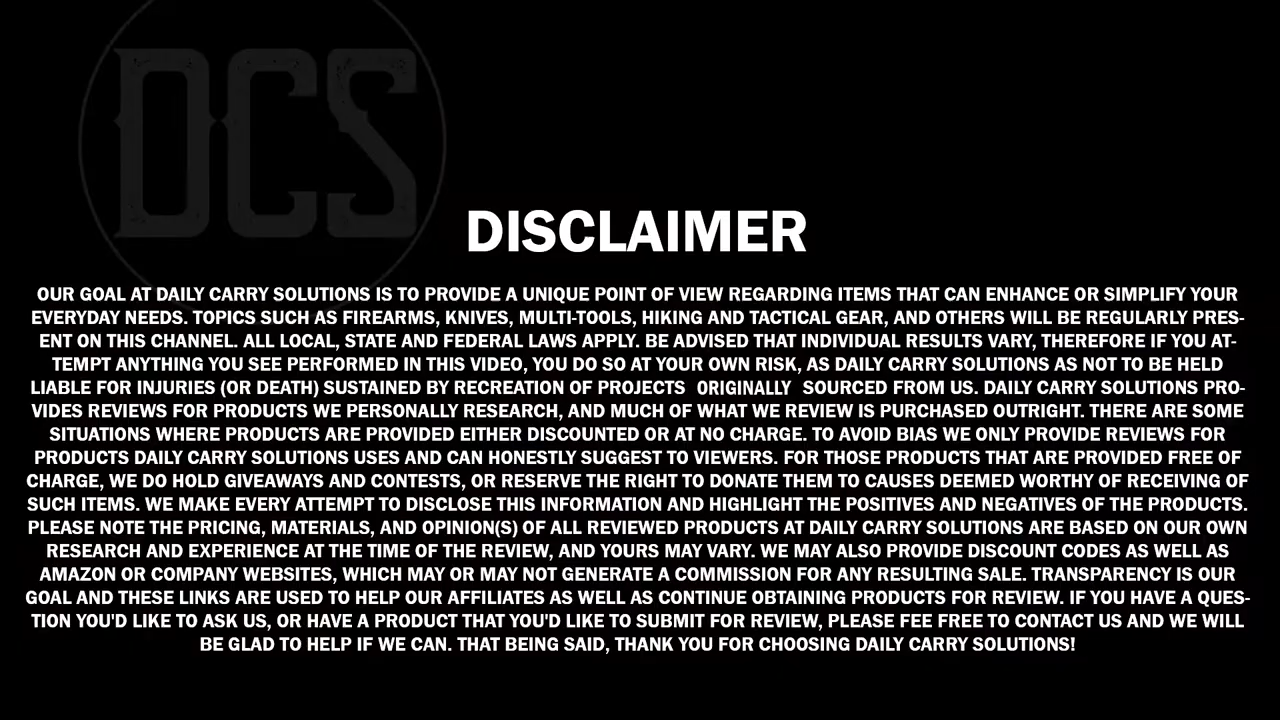 DCS
DISCLAIMER
OUR GOAL AT DAILY CARRY SOLUTIONS IS TO PROVIDE A UNIQUE POINT OF VIEW REGARDING ITEMS THAT CAN ENHANCE OR SIMPLIFY YOUR
EVERYDAY NEEDS. TOPICS SUCH AS FIREARMS, KNIVES, MULTI-TOOLS, HIKING AND TACTICAL GEAR, AND OTHERS WILL BE REGULARLY PRES-
ENT ON THIS CHANNEL. ALL LOCAL, STATE AND FEDERAL LAWS APPLY. BE ADVISED THAT INDIVIDUAL RESULTS VARY, THEREFORE IF YOU AT-
TEMPT ANYTHING YOU SEE PERFORMED IN THIS VIDEO, YOU DO SO AT YOUR OWN RISK, AS DAILY CARRY SOLUTIONS AS NOT TO BE HELD
LIABLE FOR INJURIES (OR DEATH) SUSTAINED BY RECREATION OF PROJECTS ORIGINALLY SOURCED FROM US. DAILY CARRY SOLUTIONS PRO-
VIDES REVIEWS FOR PRODUCTS WE PERSONALLY RESEARCH, AND MUCH OF WHAT WE REVIEW IS PURCHASED OUTRIGHT. THERE ARE SOME
SITUATIONS WHERE PRODUCTS ARE PROVIDED EITHER DISCOUNTED OR AT NO CHARGE. TO AVOID BIAS WE ONLY PROVIDE REVIEWS FOR
PRODUCTS DAILY CARRY SOLUTIONS USES AND CAN HONESTLY SUGGEST TO VIEWERS. FOR THOSE PRODUCTS THAT ARE PROVIDED FREE OF
CHARGE, WE DO HOLD GIVEAWAYS AND CONTESTS, OR RESERVE THE RIGHT TO DONATE THEM TO CAUSES DEEMED WORTHY OF RECEIVING OF
SUCH ITEMS. WE MAKE EVERY ATTEMPT TO DISCLOSE THIS INFORMATION AND HIGHLIGHT THE POSITIVES AND NEGATIVES OF THE PRODUCTS.
PLEASE NOTE THE PRICING, MATERIALS, AND OPINION(S) OF ALL REVIEWED PRODUCTS AT DAILY CARRY SOLUTIONS ARE BASED ON OUR OWN
RESEARCH AND EXPERIENCE AT THE TIME OF THE REVIEW, AND YOURS MAY VARY. WE MAY ALSO PROVIDE DISCOUNT CODES AS WELL AS
AMAZON OR COMPANY WEBSITES, WHICH MAY OR MAY NOT GENERATE A COMMISSION FOR ANY RESULTING SALE. TRANSPARENCY IS OUR
GOAL AND THESE LINKS ARE USED TO HELP OUR AFFILIATES AS WELL AS CONTINUE OBTAINING PRODUCTS FOR REVIEW. IF YOU HAVE A QUES-
TION YOU'D LIKE TO ASK US, OR HAVE A PRODUCT THAT YOU'D LIKE TO SUBMIT FOR REVIEW, PLEASE FEE FREE TO CONTACT US AND WE WILL
BE GLAD TO HELP IF WE CAN. THAT BEING SAID, THANK YOU FOR CHOOSING DAILY CARRY SOLUTIONS!